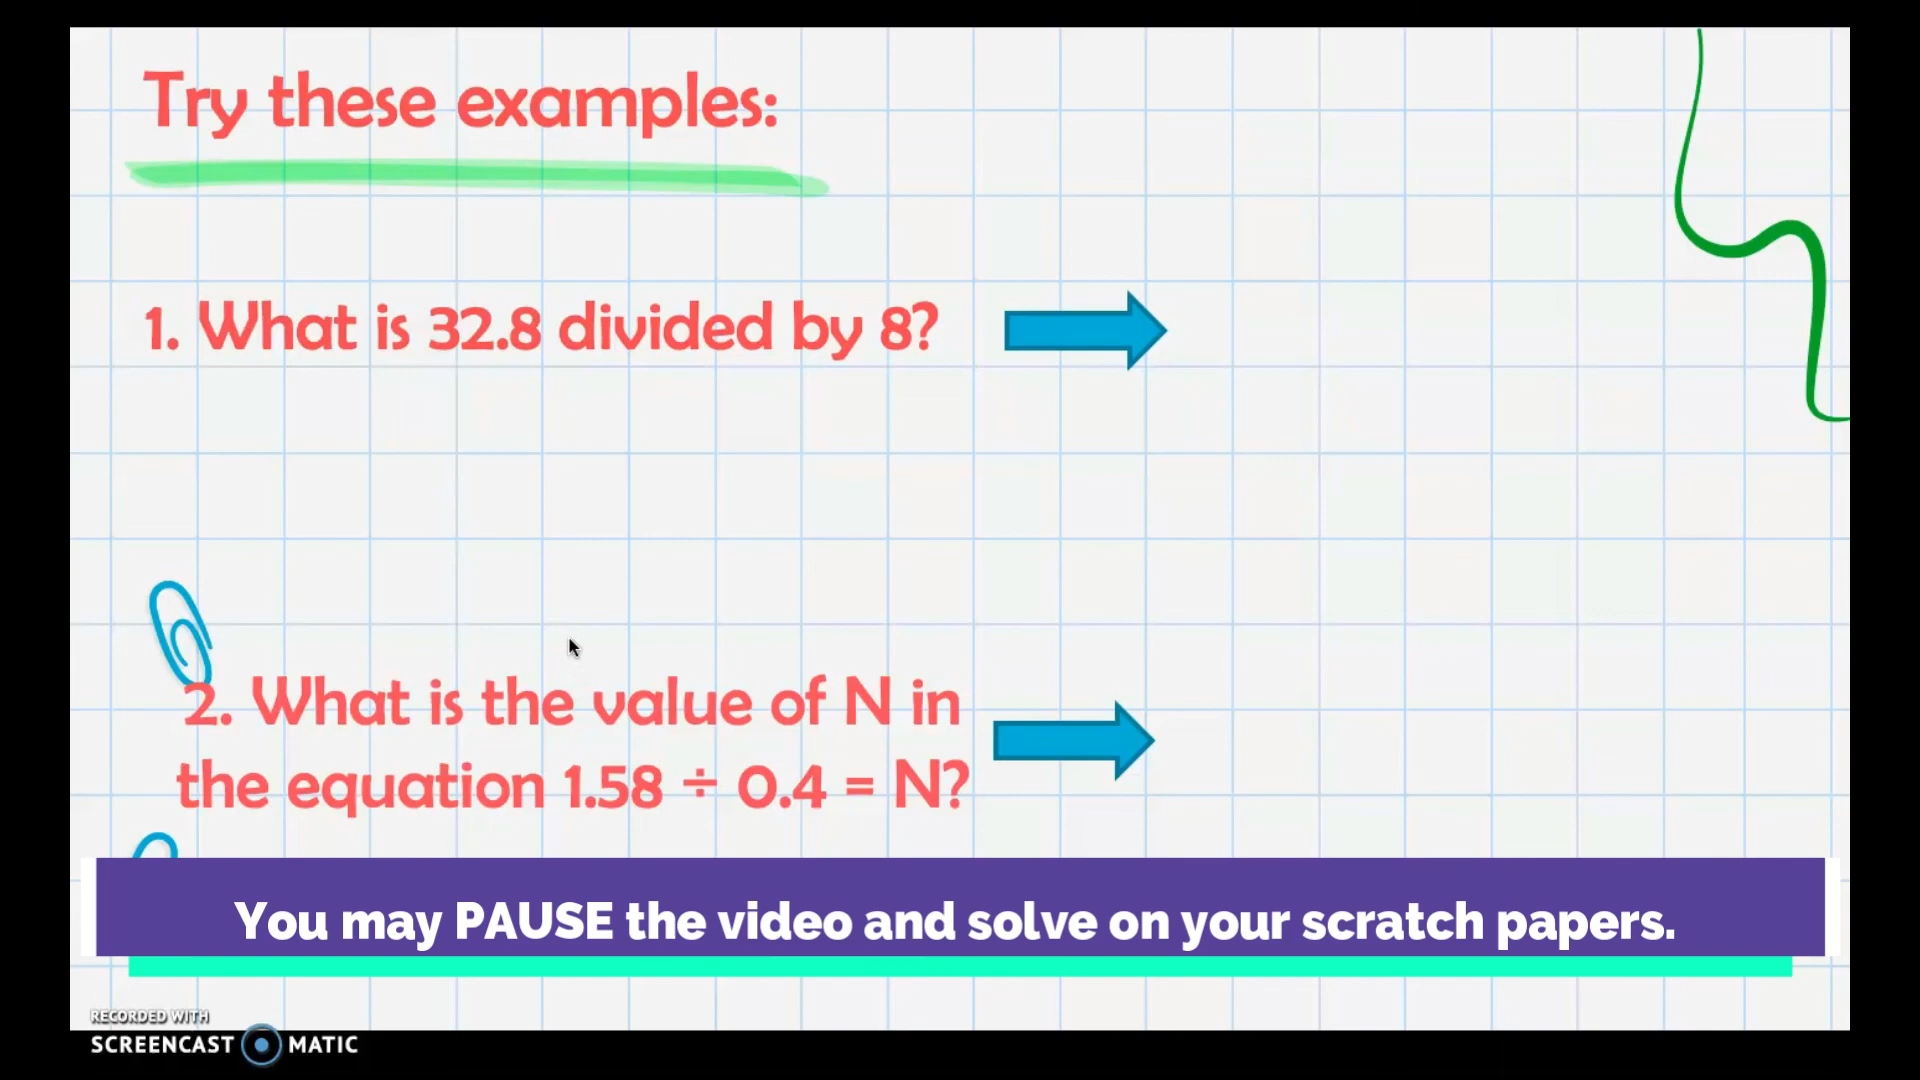 Try these examples:
1. What is 32.8 divided by 8?
2. What is the value of N in
the equation 1.58 ÷ 0.4 = N?
You may PAUSE the video and solve on your scratch papers.
RECORDED WITH
SCREENCAST MATIC